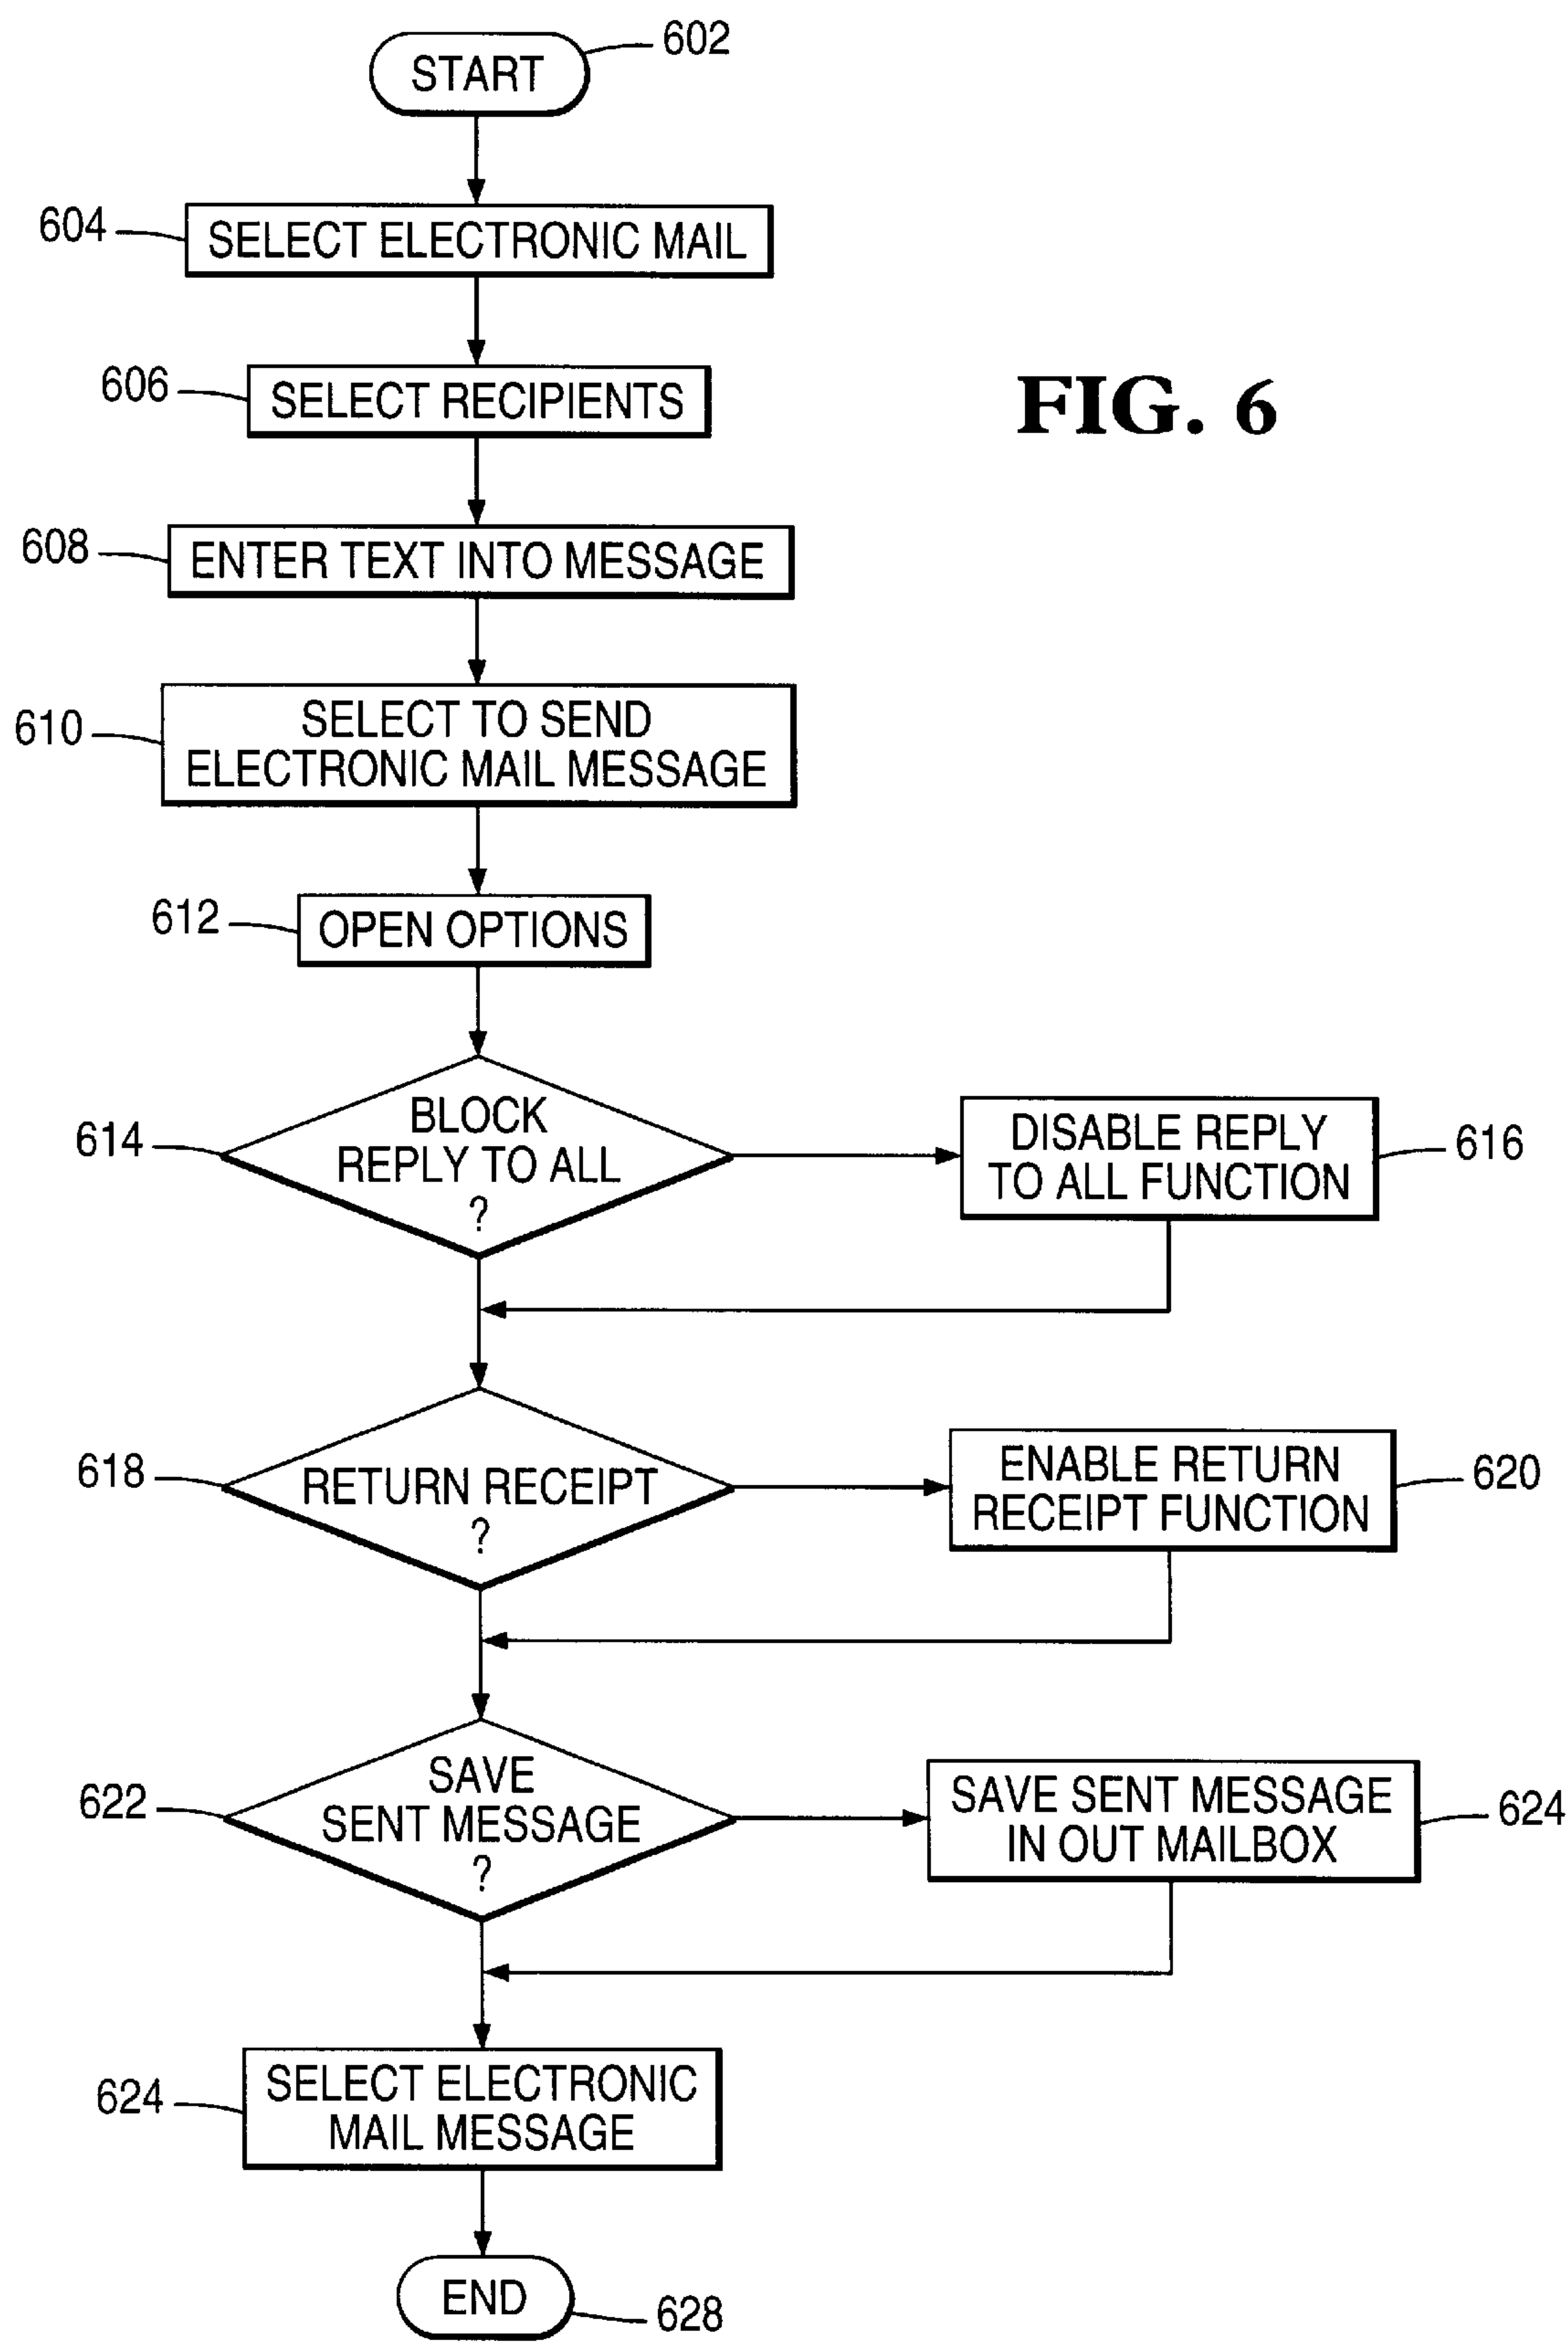 START
602
604
SELECT ELECTRONIC MAIL
606
SELECT RECIPIENTS
FIG. 6
608
ENTER TEXT INTO MESSAGE
610
SELECT TO SEND
ELECTRONIC MAIL MESSAGE
612
OPEN OPTIONS
614
BLOCK
REPLY TO ALL
?
DISABLE REPLY
TO ALL FUNCTION
616
618
RETURN RECEIPT
?
ENABLE RETURN
RECEIPT FUNCTION
620
622
SAVE
SENT MESSAGE
?
SAVE SENT MESSAGE
IN OUT MAILBOX
624
624
SELECT ELECTRONIC
MAIL MESSAGE
END
628